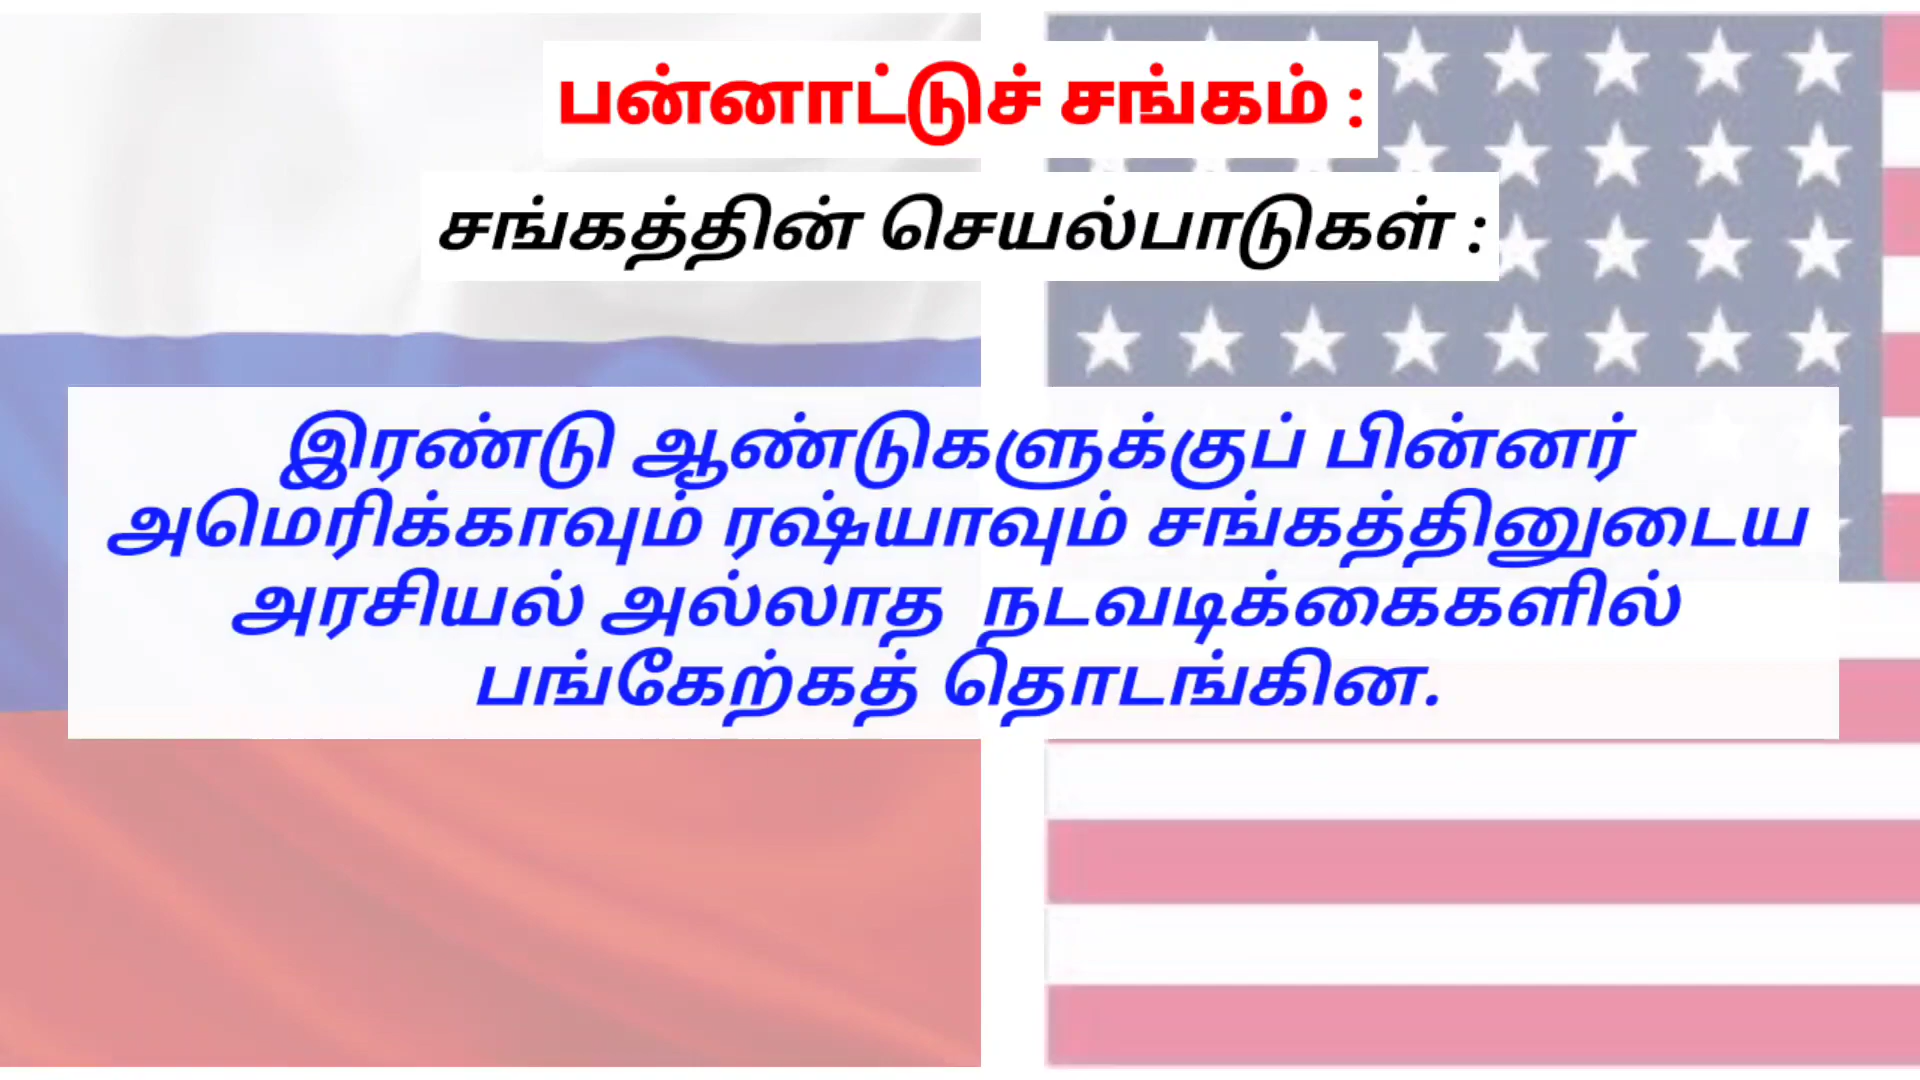 பன்னாட்டுச் சங்கம் :
சங்கத்தின் செயல்பாடுகள் :
இரண்டு ஆண்டுகளுக்குப் பின்னர்
அமெரிக்காவும் ரஷ்யாவும் சங்கத்தினுடைய
அரசியல் அல்லாத நடவடிக்கைகளில்
பங்கேற்கத் தொடங்கின.